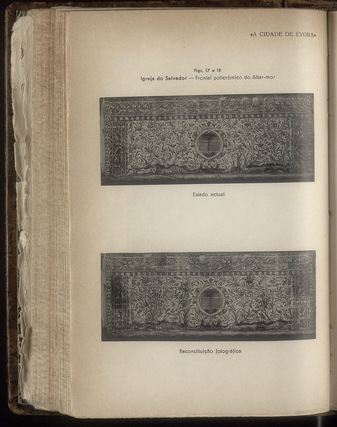 «A CIDADE DE ÉVORA»
Figs. 17 e 18
Igreja do Salvador — Frontal policrómico do Altar-mor
Estado actual
Reconstituição fotográfica